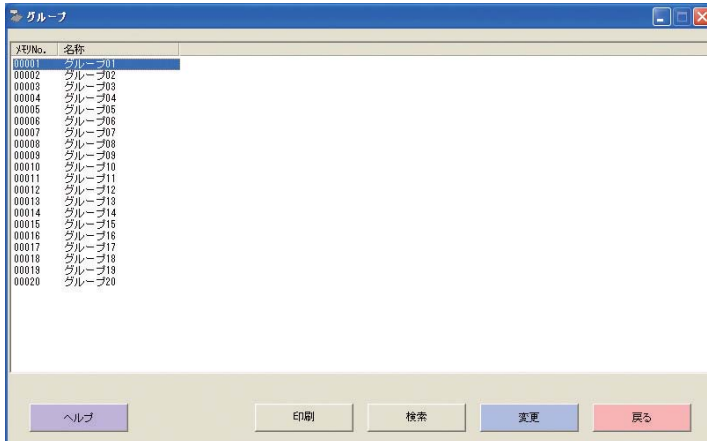 グループ
ﾒﾓﾘNo. 名称
00001 グループ01
00002 グループ02
00003 グループ03
00004 グループ04
00005 グループ05
00006 グループ06
00007 グループ07
00008 グループ08
00009 グループ09
00010 グループ10
00011 グループ11
00012 グループ12
00013 グループ13
00014 グループ14
00015 グループ15
00016 グループ16
00017 グループ17
00018 グループ18
00019 グループ19
00020 グループ20
ヘルプ 印刷 検索 変更 戻る